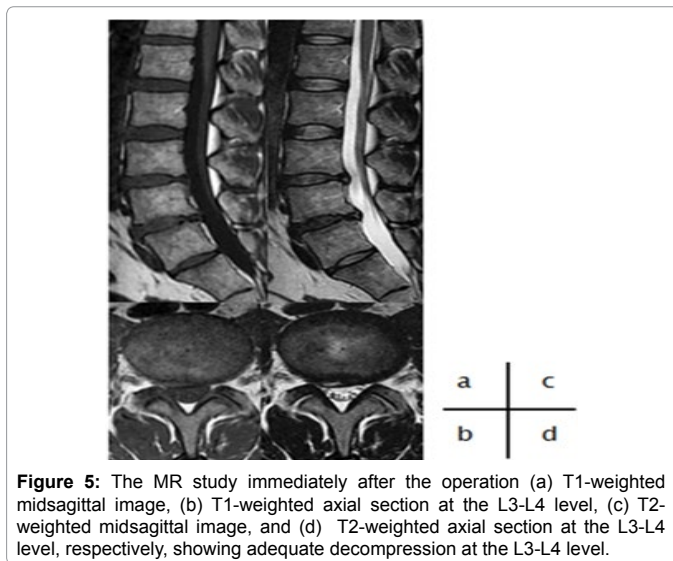 a c
b d
Figure 5: The MR study immediately after the operation (a) T1-weighted
midsagittal image, (b) T1-weighted axial section at the L3-L4 level, (c) T2-
weighted midsagittal image, and (d) T2-weighted axial section at the L3-L4
level, respectively, showing adequate decompression at the L3-L4 level.